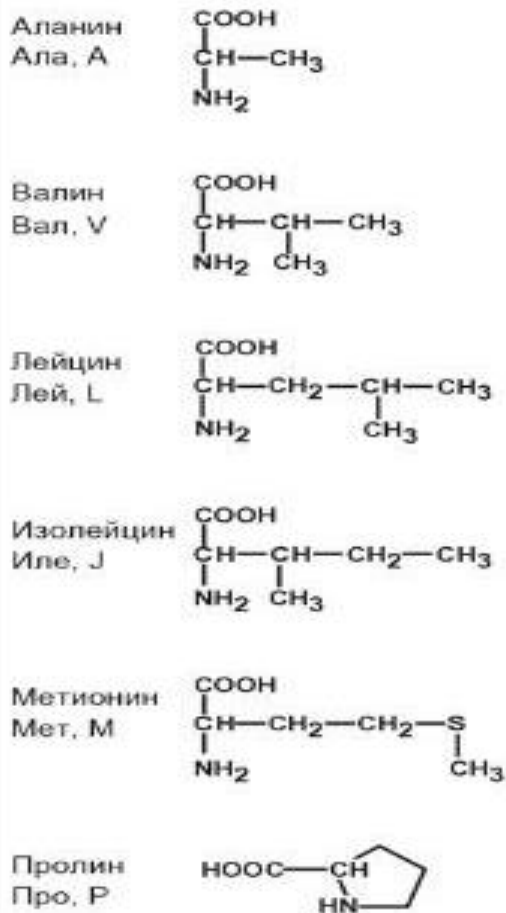 Аланин
Ала, А
COOH
CH—CH₃
NH₂
Валин
Вал, V
COOH
CH—CH—CH₃
NH₂ CH₃
Лейцин
Лей, L
COOH
CH—CH₂—CH—CH₃
NH₂ CH₃
Изолейцин
Иле, J
COOH
CH—CH—CH₂—CH₃
NH₂ CH₃
Метионин
Мет, М
COOH
CH—CH₂—CH₂—S
NH₂ CH₃
Пролин
Про, Р
HOOC—CH
HN